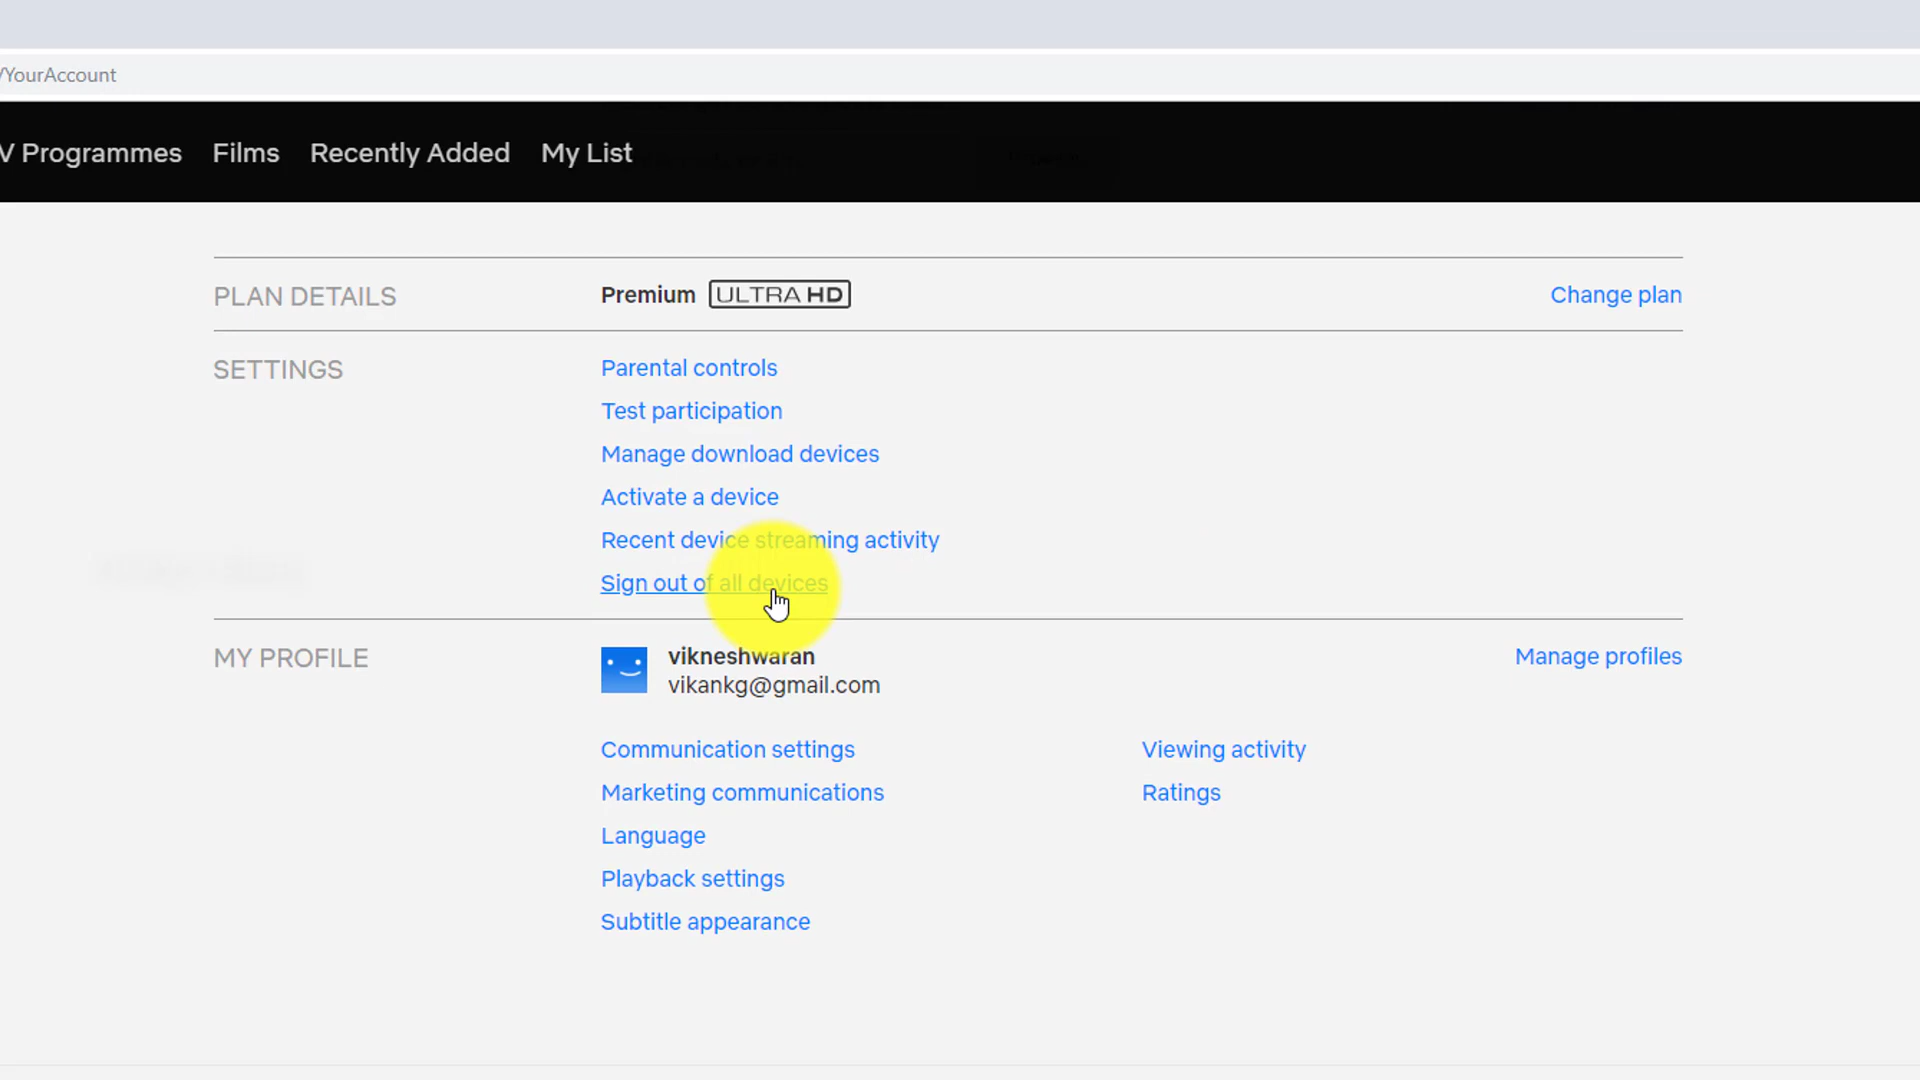 /YourAccount
V Programmes Films Recently Added My List
PLAN DETAILS Premium ULTRA HD Change plan
SETTINGS Parental controls
Test participation
Manage download devices
Activate a device
Recent device streaming activity
Sign out of all devices
MY PROFILE vikneshwaran Manage profiles
vikankg@gmail.com
Communication settings Viewing activity
Marketing communications Ratings
Language
Playback settings
Subtitle appearance